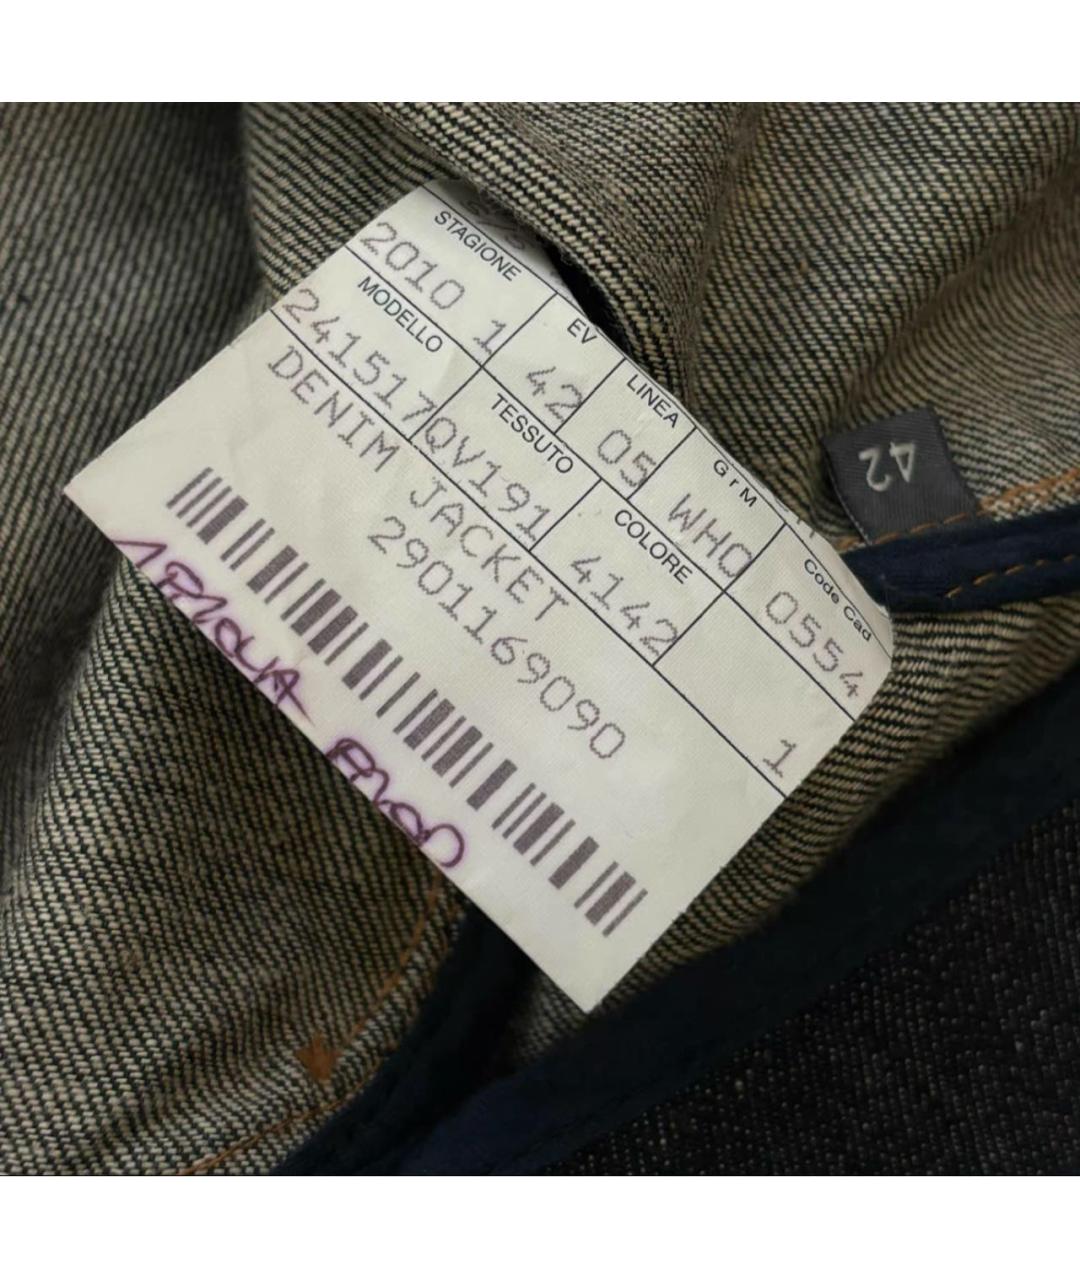 STAGIONE EV LINEA G r M Code Cad
2010 1 42 05 WHO 0554
MODELLO TESSUTO COLORE
241517 QV191 4142 1
DENIM JACKET
2901169090
42